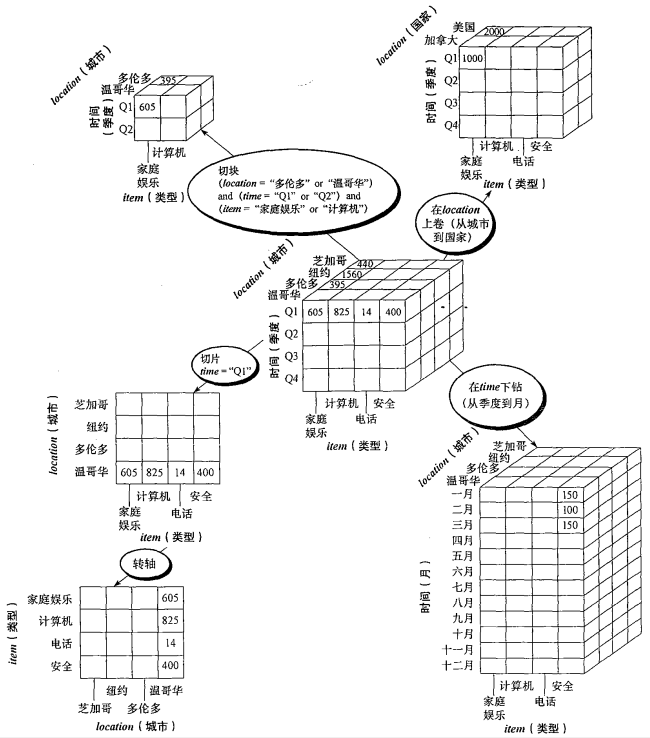 location（城市）
多伦多 395
温哥华
时间（季度）
Q1 605
Q2
计算机
家庭娱乐
item（类型）
location（国家）
美国 2000
加拿大
时间（季度）
Q1 1000
Q2
Q3
Q4
计算机 安全
家庭娱乐 电话
item（类型）
切块
(location = “多伦多” or “温哥华”)
and (time = “Q1” or “Q2”) and
(item = “家庭娱乐” or “计算机”)
在location
上卷（从城市
到国家）
location（城市）
芝加哥 440
纽约 1560
多伦多 395
温哥华
时间（季度）
Q1 605 825 14 400
Q2
Q3
Q4
计算机 安全
家庭娱乐 电话
item（类型）
切片
time = “Q1”
在time下钻
（从季度到月）
location（城市）
芝加哥
纽约
多伦多
温哥华 605 825 14 400
计算机 安全
家庭娱乐 电话
item（类型）
转轴
item（类型）
家庭娱乐 605
计算机 825
电话 14
安全 400
纽约 温哥华
芝加哥 多伦多
location（城市）
location（城市）
芝加哥
纽约
多伦多
温哥华
时间（月）
一月 150
二月 100
三月 150
四月
五月
六月
七月
八月
九月
十月
十一月
十二月
计算机 安全
家庭娱乐 电话
item（类型）